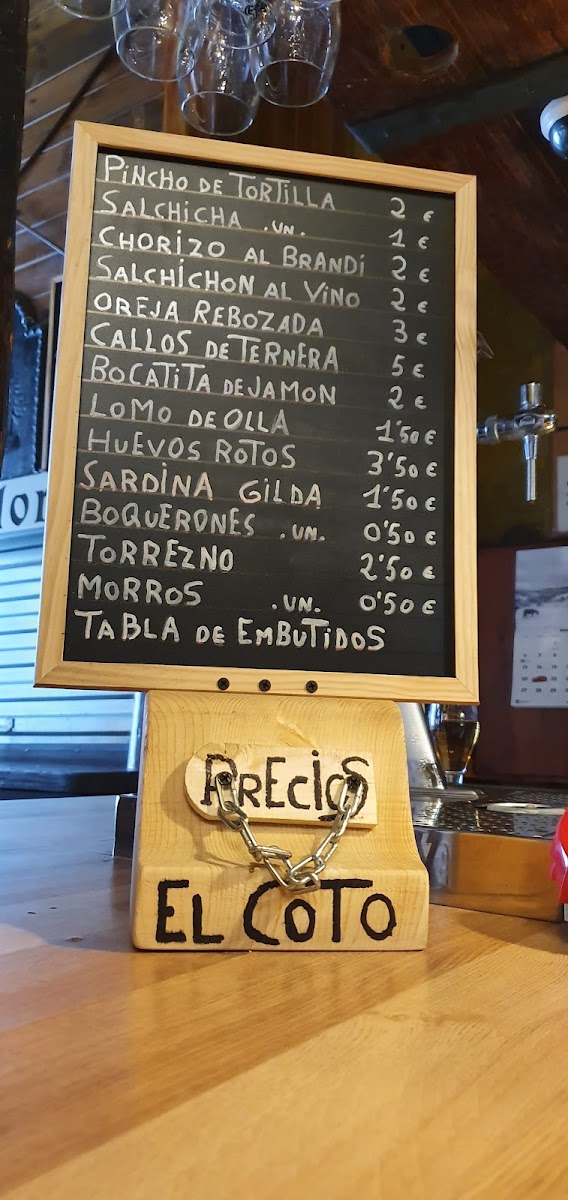 PINCHO DE TORTILLA 2 €
SALCHICHA .UN. 1 €
CHORIZO AL BRANDI 2 €
SALCHICHON AL VINO 2 €
OREJA REBOZADA 3 €
CALLOS DE TERNERA 5 €
BOCATITA DE JAMON 2 €
LOMO DE OLLA 1'50 €
HUEVOS ROTOS 3'50 €
SARDINA GILDA 1'50 €
BOQUERONES .UN. 0'50 €
TORREZNO 2'50 €
MORROS .UN. 0'50 €
TABLA DE EMBUTIDOS
PRECIOS
EL COTO